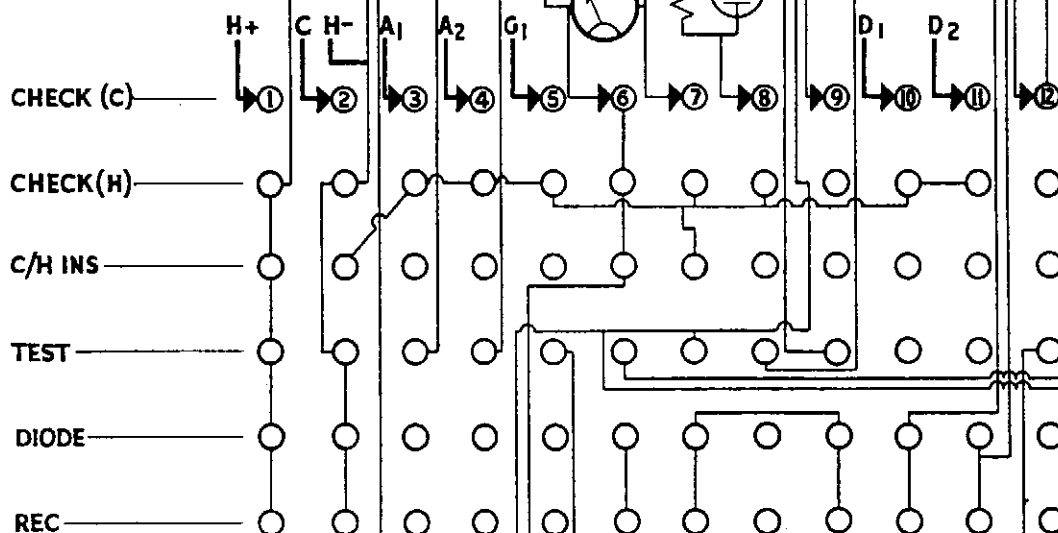 H+ C H- A1 A2 G1 D1 D2
CHECK (C) 1 2 3 4 5 6 7 8 9 10 11 12
CHECK(H)
C/H INS
TEST
DIODE
REC